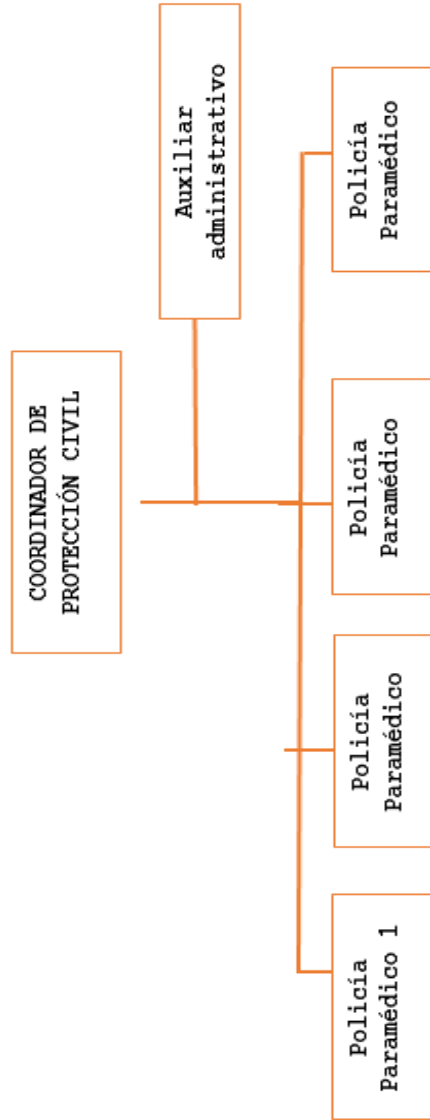 COORDINADOR DE
PROTECCIÓN CIVIL
Auxiliar
administrativo
Policía
Paramédico 1
Policía
Paramédico
Policía
Paramédico
Policía
Paramédico